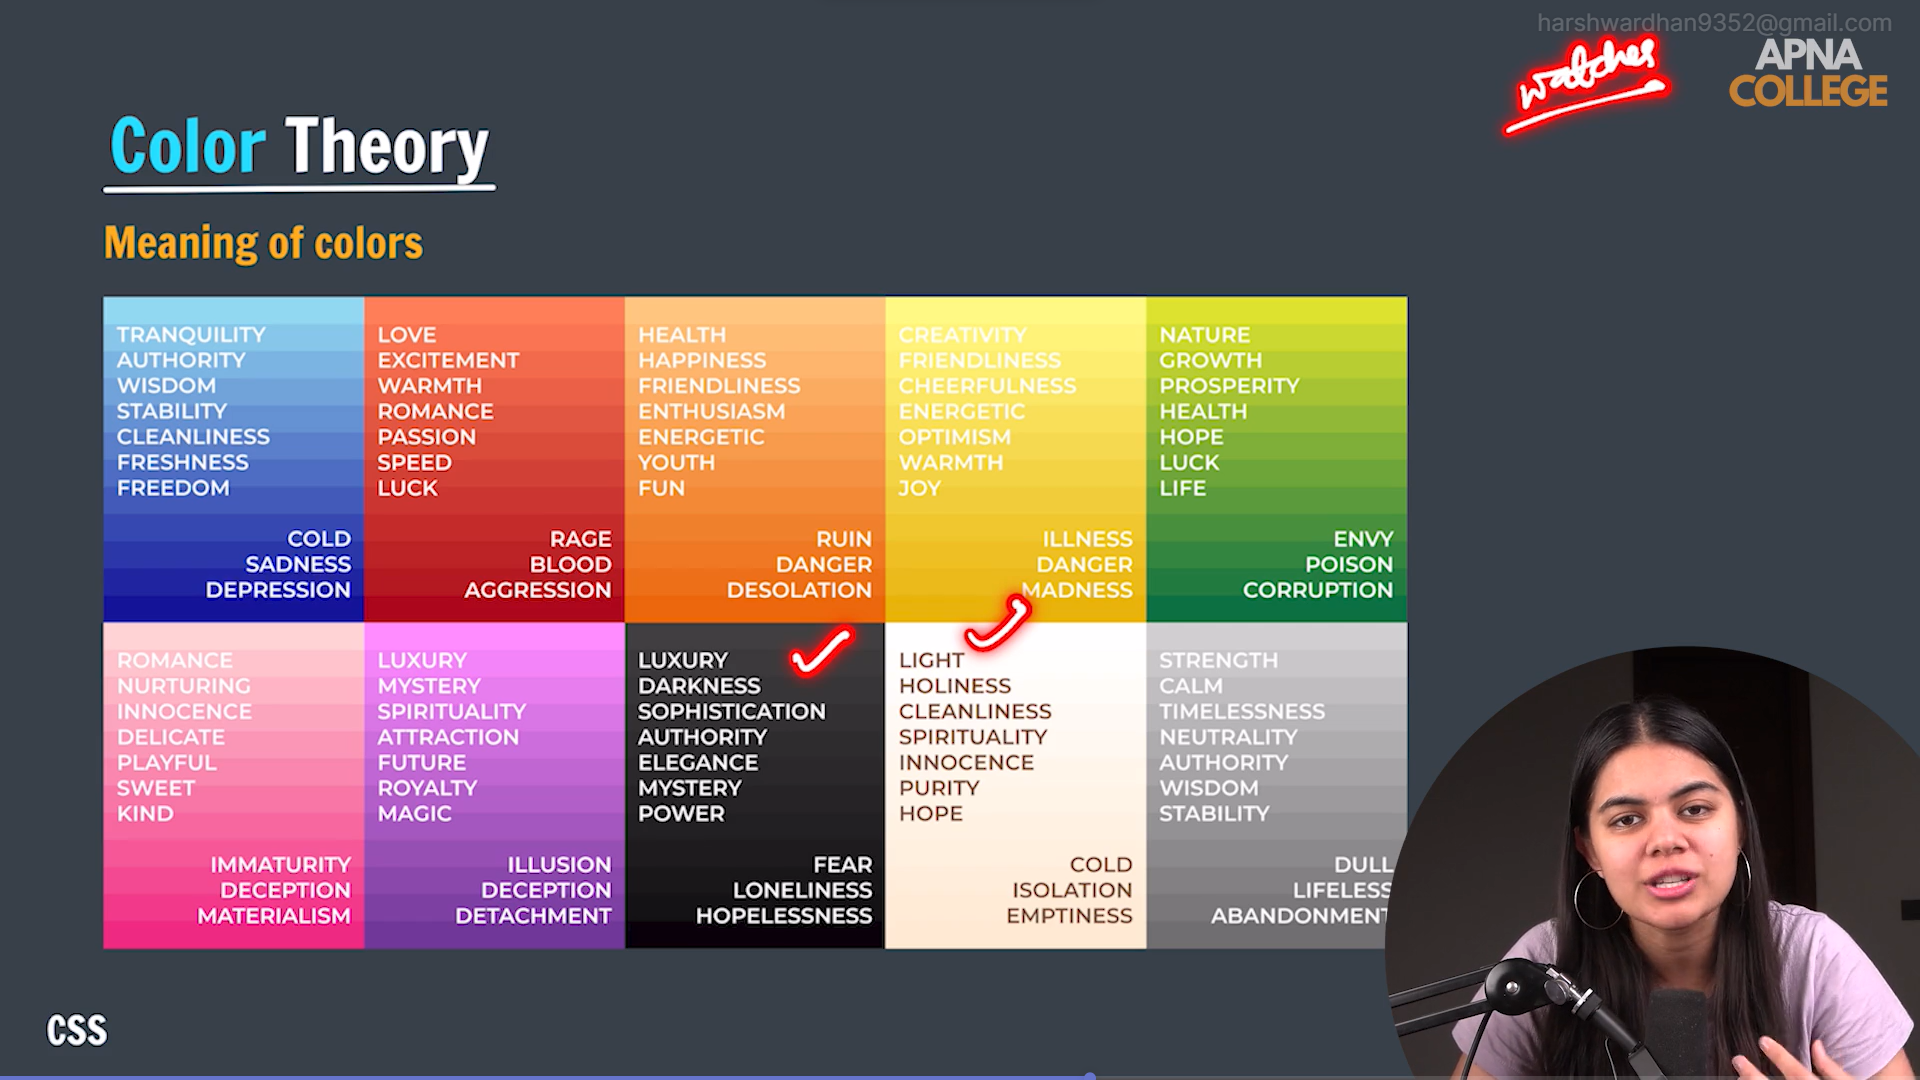 harshwardhan9352@gmail.com
watches
APNA
COLLEGE
Color Theory
Meaning of colors
TRANQUILITY
AUTHORITY
WISDOM
STABILITY
CLEANLINESS
FRESHNESS
FREEDOM
COLD
SADNESS
DEPRESSION
LOVE
EXCITEMENT
WARMTH
ROMANCE
PASSION
SPEED
LUCK
RAGE
BLOOD
AGGRESSION
HEALTH
HAPPINESS
FRIENDLINESS
ENTHUSIASM
ENERGETIC
YOUTH
FUN
RUIN
DANGER
DESOLATION
CREATIVITY
FRIENDLINESS
CHEERFULNESS
ENERGETIC
OPTIMISM
WARMTH
JOY
ILLNESS
DANGER
MADNESS
NATURE
GROWTH
PROSPERITY
HEALTH
HOPE
LUCK
LIFE
ENVY
POISON
CORRUPTION
ROMANCE
NURTURING
INNOCENCE
DELICATE
PLAYFUL
SWEET
KIND
IMMATURITY
DECEPTION
MATERIALISM
LUXURY
MYSTERY
SPIRITUALITY
ATTRACTION
FUTURE
ROYALTY
MAGIC
ILLUSION
DECEPTION
DETACHMENT
LUXURY
DARKNESS
SOPHISTICATION
AUTHORITY
ELEGANCE
MYSTERY
POWER
FEAR
LONELINESS
HOPELESSNESS
LIGHT
HOLINESS
CLEANLINESS
SPIRITUALITY
INNOCENCE
PURITY
HOPE
COLD
ISOLATION
EMPTINESS
STRENGTH
CALM
TIMELESSNESS
NEUTRALITY
AUTHORITY
WISDOM
STABILITY
DULL
LIFELESS
ABANDONMENT
CSS